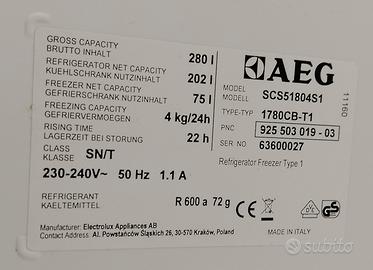 GROSS CAPACITY
BRUTTO INHALT 280 l
REFRIGERATOR NET CAPACITY
KUEHLSCHRANK NUTZINHALT 202 l
FREEZER NET CAPACITY
GEFRIERSCHRANK NUTZINHALT 75 l
FREEZING CAPACITY
GEFRIERVERMOEGEN 4 kg/24h
RISING TIME
LAGERZEIT BEI STOERUNG 22 h
CLASS
KLASSE SN/T
230-240V~ 50 Hz 1.1 A
REFRIGERANT
KAELTEMITTEL R 600 a 72 g
Manufacturer: Electrolux Appliances AB
Contact Address: Al. Powstańców Śląskich 26, 30-570 Kraków, Poland
AEG
MODEL
MODELL SCS51804S1
TYPE-TYP 1780CB-T1
PNC 925 503 019 - 03
SER NO 63600027
Refrigerator Freezer Type 1
11160
CE
subito